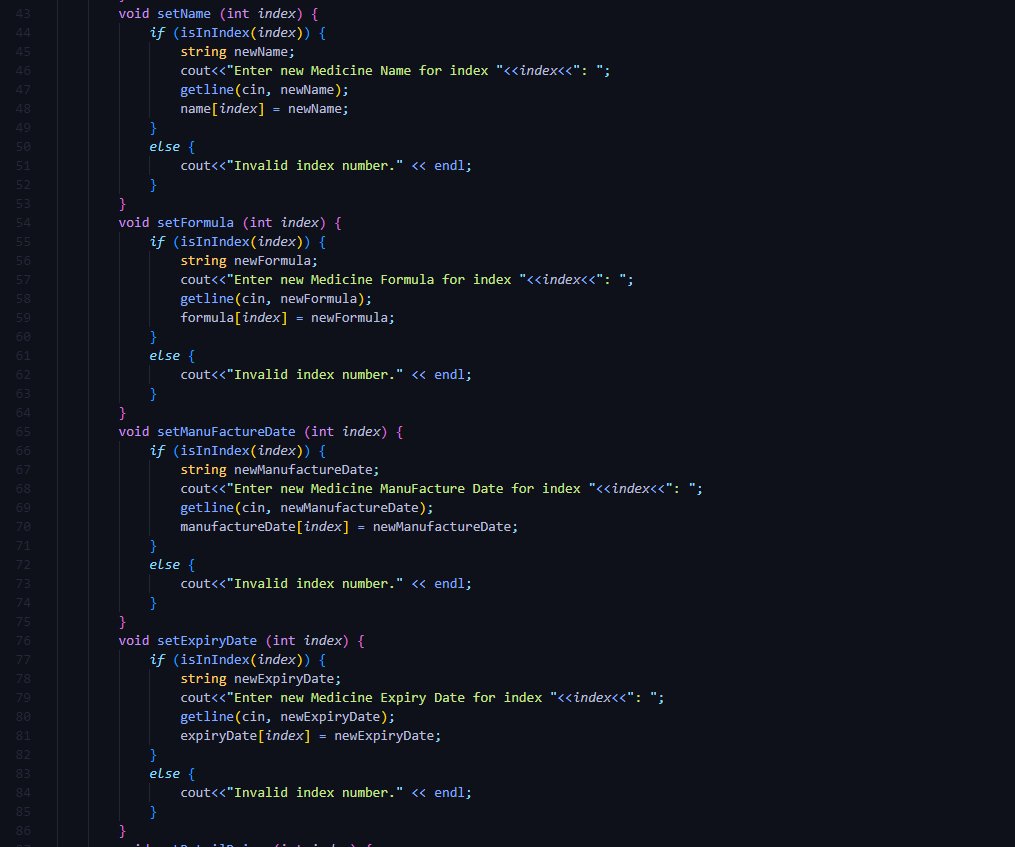 43 void setName (int index) {
44 if (isInIndex(index)) {
45 string newName;
46 cout<<"Enter new Medicine Name for index "<<index<<": ";
47 getline(cin, newName);
48 name[index] = newName;
49 }
50 else {
51 cout<<"Invalid index number." << endl;
52 }
53 }
54 void setFormula (int index) {
55 if (isInIndex(index)) {
56 string newFormula;
57 cout<<"Enter new Medicine Formula for index "<<index<<": ";
58 getline(cin, newFormula);
59 formula[index] = newFormula;
60 }
61 else {
62 cout<<"Invalid index number." << endl;
63 }
64 }
65 void setManuFactureDate (int index) {
66 if (isInIndex(index)) {
67 string newManufactureDate;
68 cout<<"Enter new Medicine ManuFacture Date for index "<<index<<": ";
69 getline(cin, newManufactureDate);
70 manufactureDate[index] = newManufactureDate;
71 }
72 else {
73 cout<<"Invalid index number." << endl;
74 }
75 }
76 void setExpiryDate (int index) {
77 if (isInIndex(index)) {
78 string newExpiryDate;
79 cout<<"Enter new Medicine Expiry Date for index "<<index<<": ";
80 getline(cin, newExpiryDate);
81 expiryDate[index] = newExpiryDate;
82 }
83 else {
84 cout<<"Invalid index number." << endl;
85 }
86 }